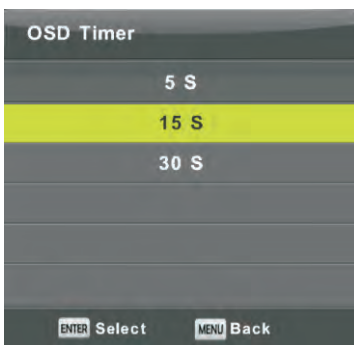 OSD Timer
5 S
15 S
30 S
ENTER Select MENU Back